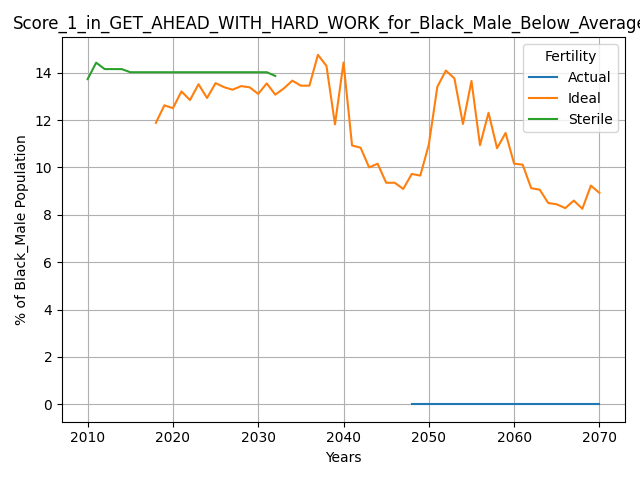 Score_1_in_GET_AHEAD_WITH_HARD_WORK_for_Black_Male_Below_Average
Fertility
Actual
Ideal
Sterile
% of Black_Male Population
14
12
10
8
6
4
2
0
2010 2020 2030 2040 2050 2060 2070
Years